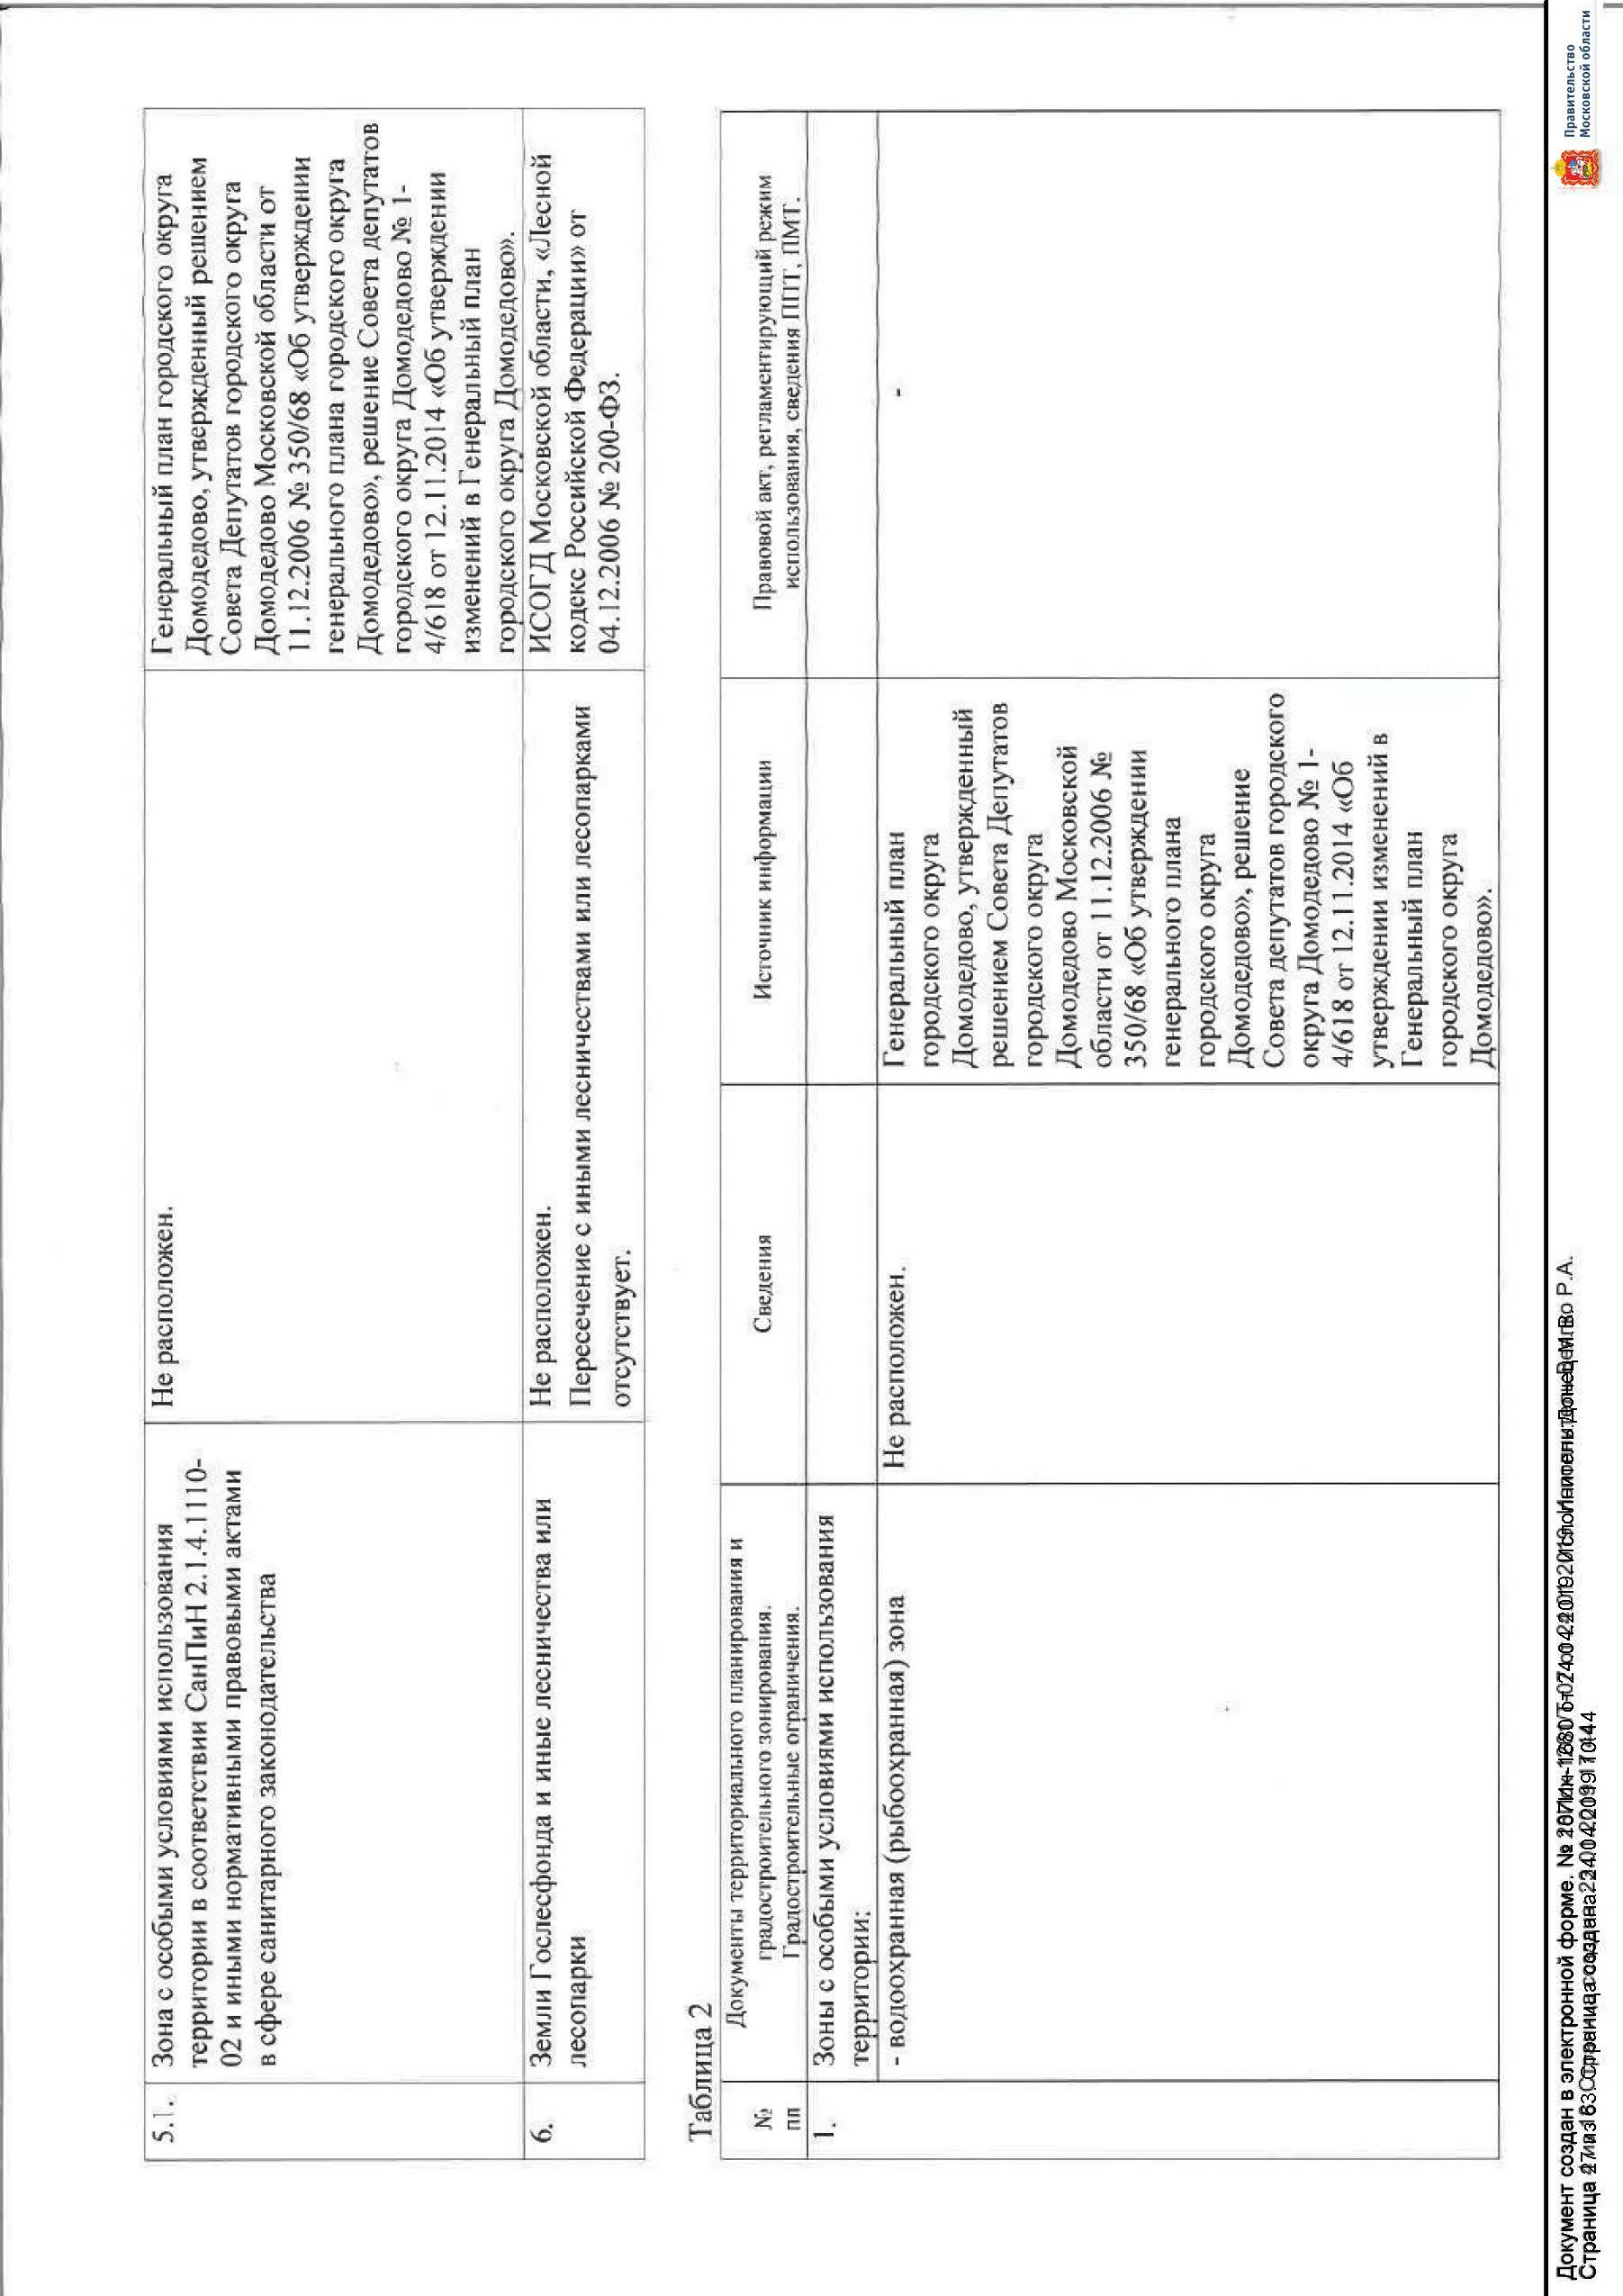 5.1.
Зона с особыми условиями использования
территории в соответствии СанПиН 2.1.4.1110-
02 и иными нормативными правовыми актами
в сфере санитарного законодательства
Не расположен.
Генеральный план городского округа
Домодедово, утвержденный решением
Совета Депутатов городского округа
Домодедово Московской области от
11.12.2006 № 350/68 «Об утверждении
генерального плана городского округа
Домодедово», решение Совета депутатов
городского округа Домодедово № 1-
4/618 от 12.11.2014 «Об утверждении
изменений в Генеральный план
городского округа Домодедово».
6.
Земли Гослесфонда и иные лесничества или
лесопарки
Не расположен.
Пересечение с иными лесничествами или лесопарками
отсутствует.
ИСОГД Московской области, «Лесной
кодекс Российской Федерации» от
04.12.2006 № 200-ФЗ.
Таблица 2
№
пп
Документы территориального планирования и
градостроительного зонирования.
Градостроительные ограничения.
Сведения
Источник информации
Правовой акт, регламентирующий режим
использования, сведения ППТ, ПМТ.
1.
Зоны с особыми условиями использования
территории:
- водоохранная (рыбоохранная) зона
Не расположен.
Генеральный план
городского округа
Домодедово, утвержденный
решением Совета Депутатов
городского округа
Домодедово Московской
области от 11.12.2006 №
350/68 «Об утверждении
генерального плана
городского округа
Домодедово», решение
Совета депутатов городского
округа Домодедово № 1-
4/618 от 12.11.2014 «Об
утверждении изменений в
Генеральный план
городского округа
Домодедово».
-
Документ создан в электронной форме. №
Страница
Правительство
Московской области